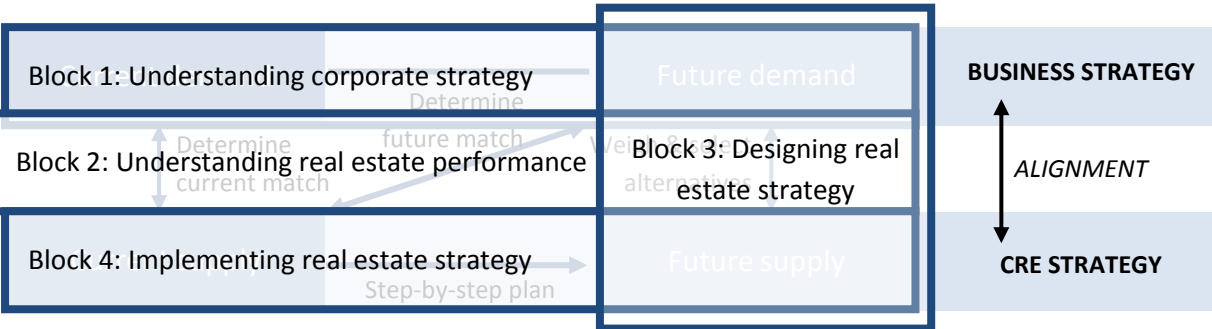 Block 1: Understanding corporate strategy
Future demand
BUSINESS STRATEGY
Determine
future match
Block 2: Understanding real estate performance
Determine
current match
Weigh & select
alternatives
Block 3: Designing real
estate strategy
ALIGNMENT
Block 4: Implementing real estate strategy
Future supply
CRE STRATEGY
Step-by-step plan